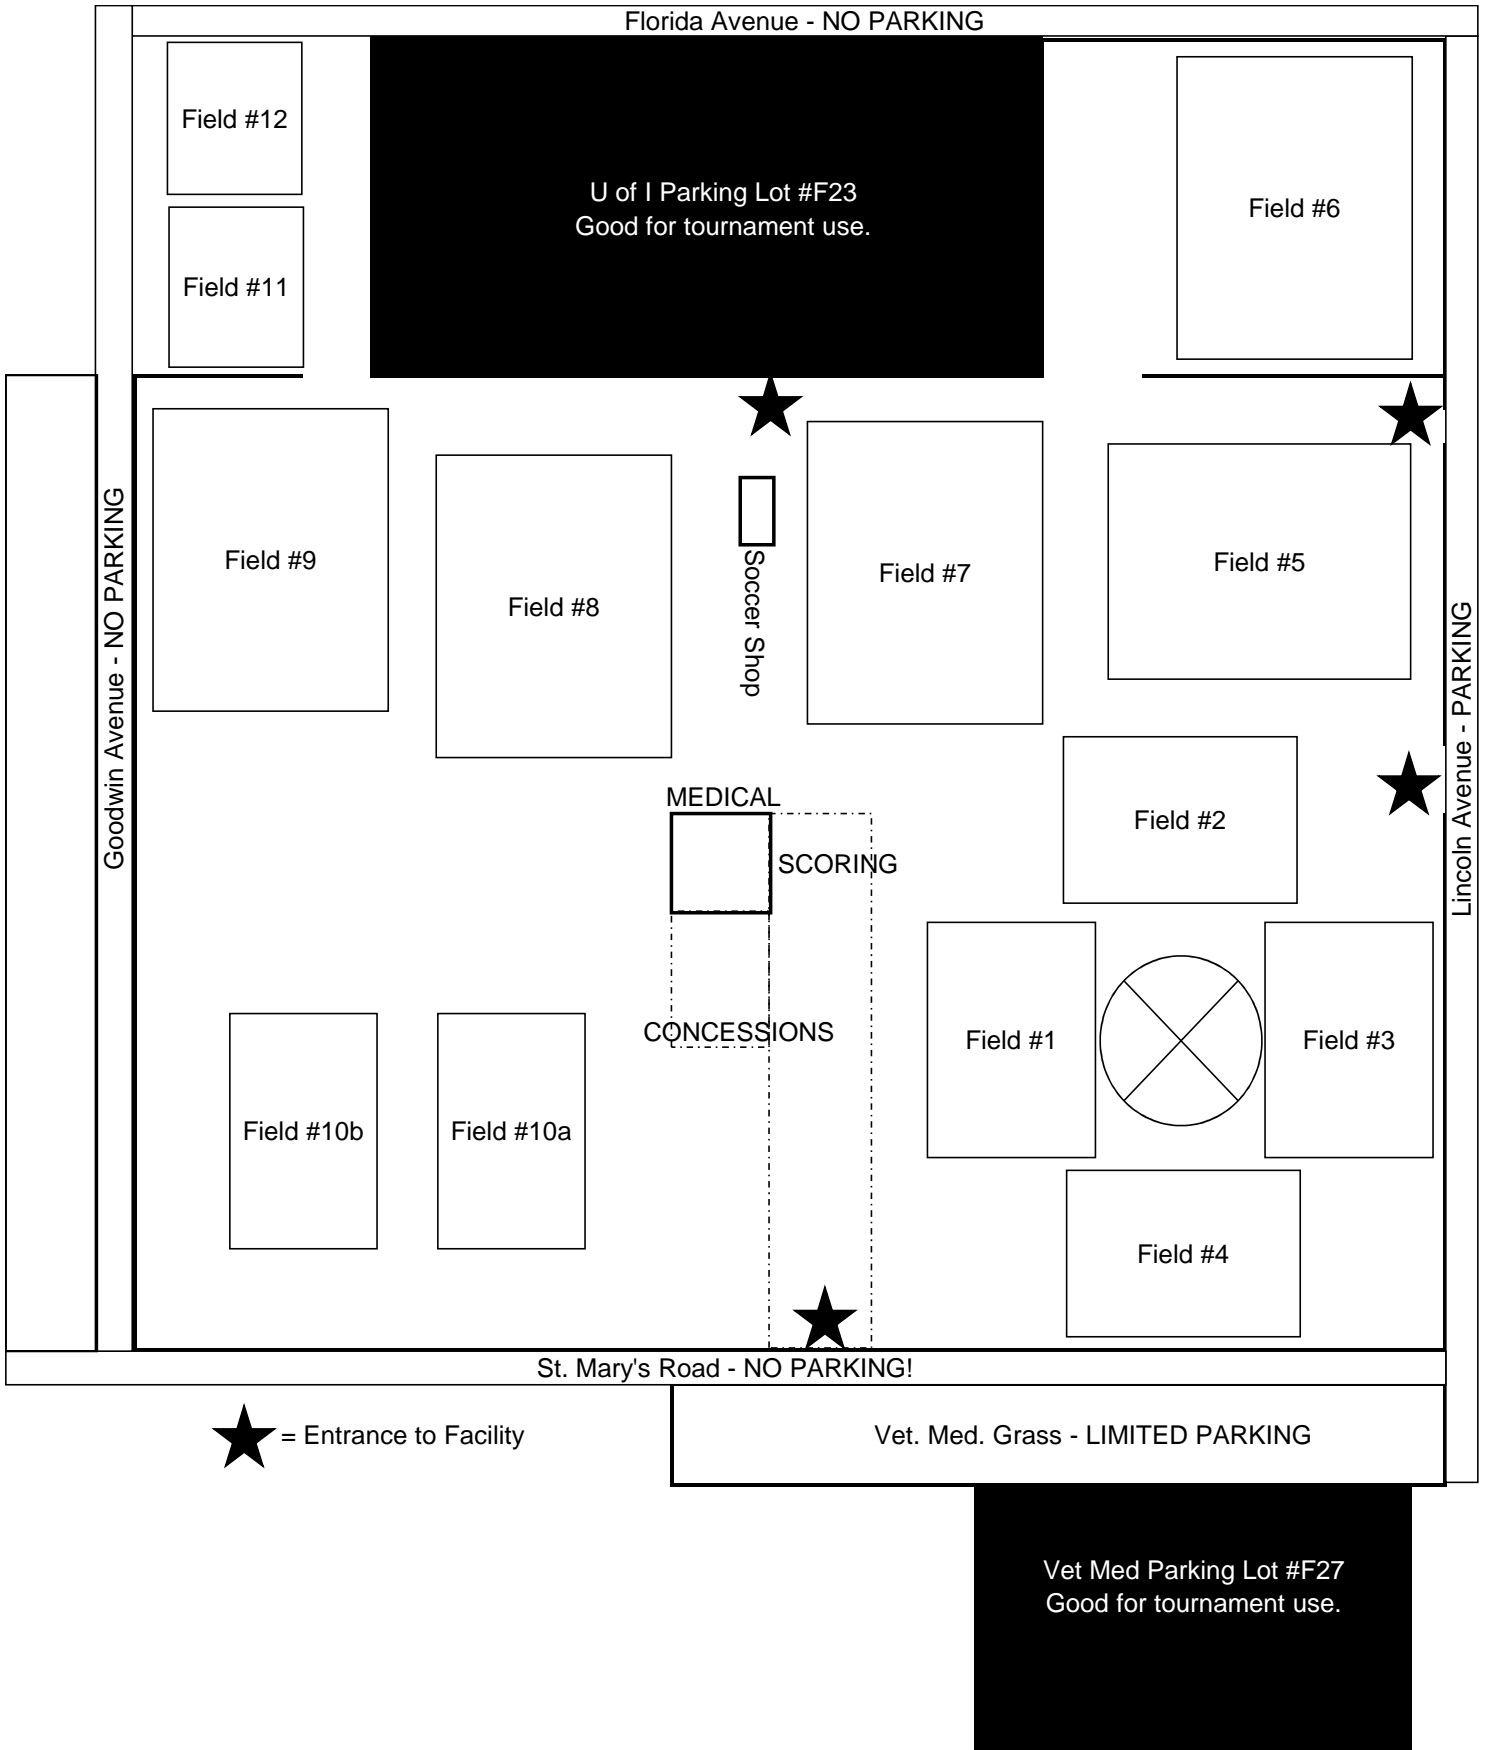 Florida Avenue - NO PARKING
Field #12
U of I Parking Lot #F23
Good for tournament use.
Field #6
Field #11
Goodwin Avenue - NO PARKING
Field #9
Field #8
Soccer Shop
Field #7
Field #5
Lincoln Avenue - PARKING
MEDICAL
SCORING
Field #2
CONCESSIONS
Field #1
Field #3
Field #10b
Field #10a
Field #4
St. Mary's Road - NO PARKING!
= Entrance to Facility
Vet. Med. Grass - LIMITED PARKING
Vet Med Parking Lot #F27
Good for tournament use.